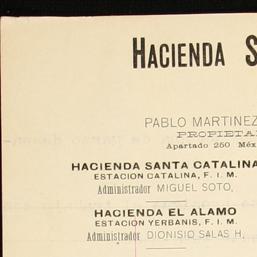 HACIENDA S
PABLO MARTINEZ
PROPIETA
Apartado 250 Méx
HACIENDA SANTA CATALINA
ESTACION CATALINA, F. I. M.
Administrador MIGUEL SOTO,
HACIENDA EL ALAMO
ESTACION YERBANIS, F. I. M.
Administrador DIONISIO SALAS H,